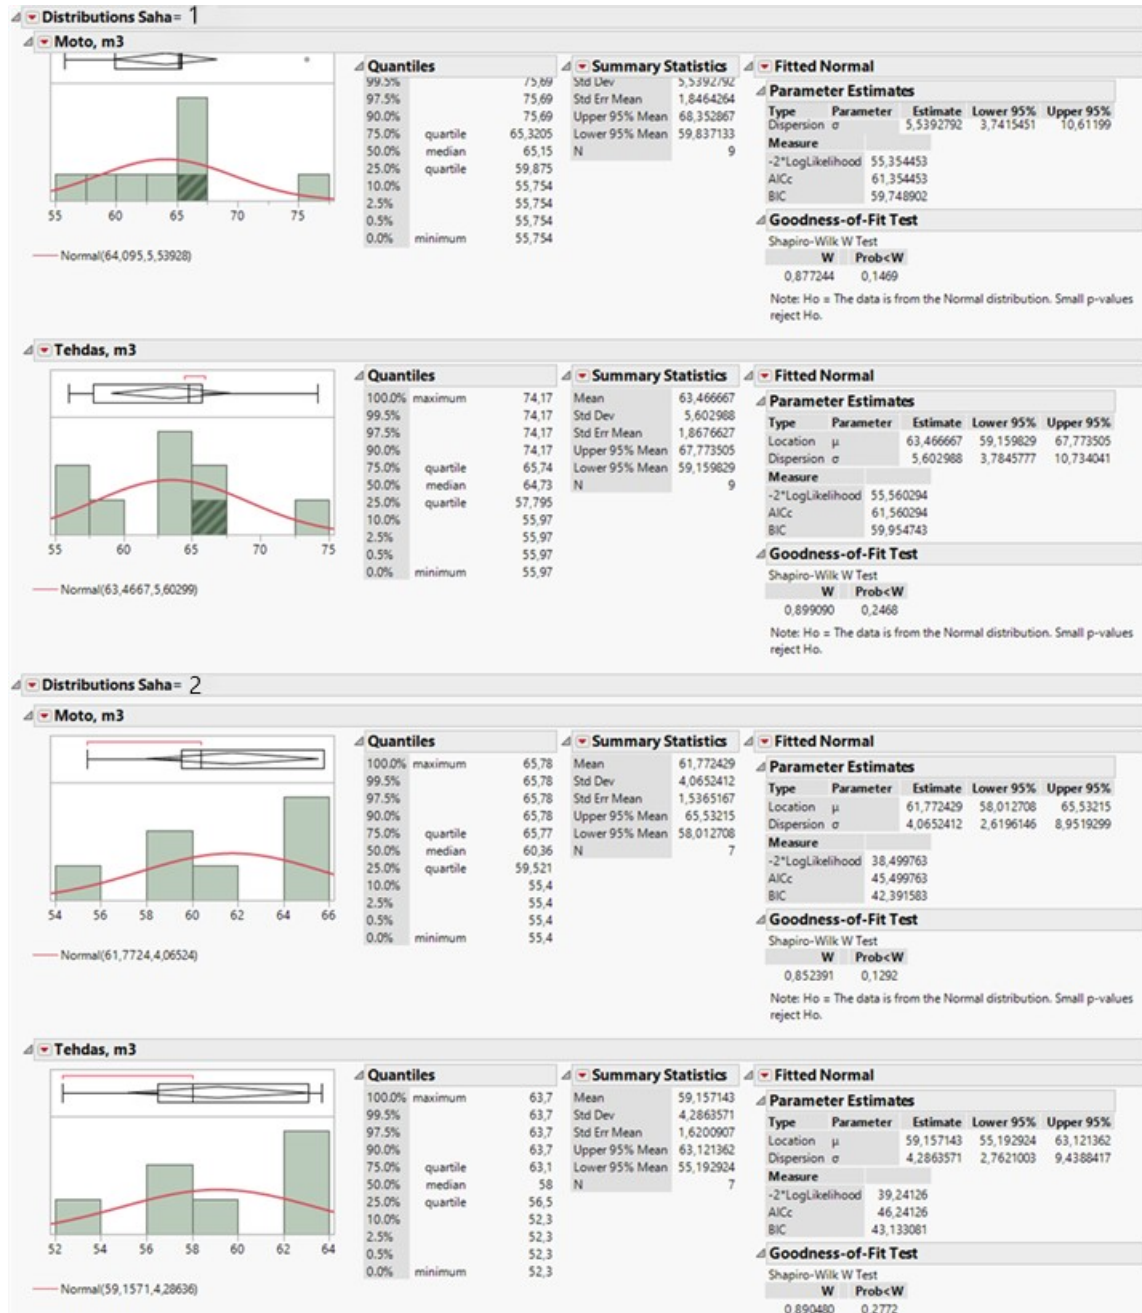 Distributions Saha= 1
Moto, m3
55 60 65 70 75
Normal(64,095,5,53928)
Quantiles
99.5% 75,69
97.5% 75,69
90.0% 75,69
75.0% quartile 65,3205
50.0% median 65,15
25.0% quartile 59,875
10.0% 55,754
2.5% 55,754
0.5% 55,754
0.0% minimum 55,754
Summary Statistics
Std Dev 5,5392792
Std Err Mean 1,8464264
Upper 95% Mean 68,352867
Lower 95% Mean 59,837133
N 9
Fitted Normal
Parameter Estimates
Type Parameter Estimate Lower 95% Upper 95%
Dispersion σ 5,5392792 3,7415451 10,61199
Measure
-2*LogLikelihood 55,354453
AICc 61,354453
BIC 59,748902
Goodness-of-Fit Test
Shapiro-Wilk W Test
W Prob<W
0,877244 0,1469
Note: Ho = The data is from the Normal distribution. Small p-values
reject Ho.
Tehdas, m3
55 60 65 70 75
Normal(63,4667,5,60299)
Quantiles
100.0% maximum 74,17
99.5% 74,17
97.5% 74,17
90.0% 74,17
75.0% quartile 65,74
50.0% median 64,73
25.0% quartile 57,795
10.0% 55,97
2.5% 55,97
0.5% 55,97
0.0% minimum 55,97
Summary Statistics
Mean 63,466667
Std Dev 5,602988
Std Err Mean 1,8676627
Upper 95% Mean 67,773505
Lower 95% Mean 59,159829
N 9
Fitted Normal
Parameter Estimates
Type Parameter Estimate Lower 95% Upper 95%
Location μ 63,466667 59,159829 67,773505
Dispersion σ 5,602988 3,7845777 10,734041
Measure
-2*LogLikelihood 55,560294
AICc 61,560294
BIC 59,954743
Goodness-of-Fit Test
Shapiro-Wilk W Test
W Prob<W
0,899090 0,2468
Note: Ho = The data is from the Normal distribution. Small p-values
reject Ho.
Distributions Saha= 2
Moto, m3
54 56 58 60 62 64 66
Normal(61,7724,4,06524)
Quantiles
100.0% maximum 65,78
99.5% 65,78
97.5% 65,78
90.0% 65,78
75.0% quartile 65,77
50.0% median 60,36
25.0% quartile 59,521
10.0% 55,4
2.5% 55,4
0.5% 55,4
0.0% minimum 55,4
Summary Statistics
Mean 61,772429
Std Dev 4,0652412
Std Err Mean 1,5365167
Upper 95% Mean 65,53215
Lower 95% Mean 58,012708
N 7
Fitted Normal
Parameter Estimates
Type Parameter Estimate Lower 95% Upper 95%
Location μ 61,772429 58,012708 65,53215
Dispersion σ 4,0652412 2,6196146 8,9519299
Measure
-2*LogLikelihood 38,499763
AICc 45,499763
BIC 42,391583
Goodness-of-Fit Test
Shapiro-Wilk W Test
W Prob<W
0,852391 0,1292
Note: Ho = The data is from the Normal distribution. Small p-values
reject Ho.
Tehdas, m3
52 54 56 58 60 62 64
Normal(59,1571,4,28636)
Quantiles
100.0% maximum 63,7
99.5% 63,7
97.5% 63,7
90.0% 63,7
75.0% quartile 63,1
50.0% median 58
25.0% quartile 56,5
10.0% 52,3
2.5% 52,3
0.5% 52,3
0.0% minimum 52,3
Summary Statistics
Mean 59,157143
Std Dev 4,2863571
Std Err Mean 1,6200907
Upper 95% Mean 63,121362
Lower 95% Mean 55,192924
N 7
Fitted Normal
Parameter Estimates
Type Parameter Estimate Lower 95% Upper 95%
Location μ 59,157143 55,192924 63,121362
Dispersion σ 4,2863571 2,7621003 9,4388417
Measure
-2*LogLikelihood 39,24126
AICc 46,24126
BIC 43,133081
Goodness-of-Fit Test
Shapiro-Wilk W Test
W Prob<W
0,890480 0,2772